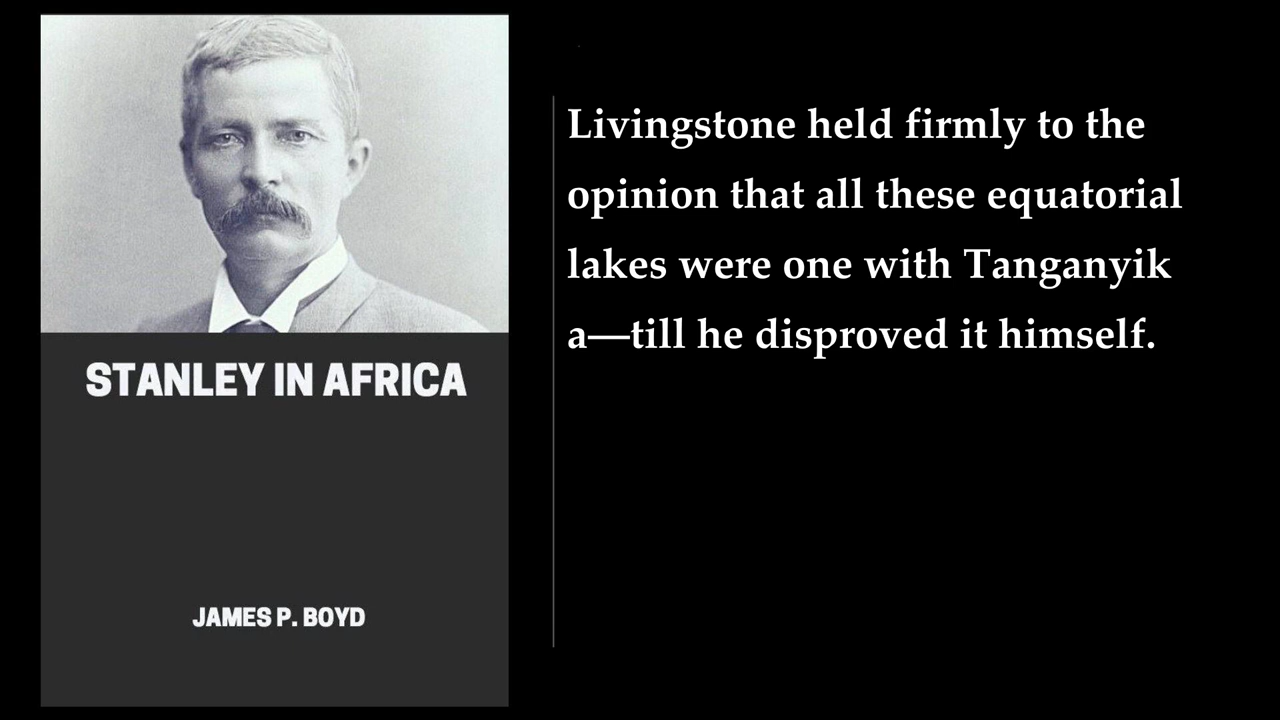 STANLEY IN AFRICA
JAMES P. BOYD
Livingstone held firmly to the
opinion that all these equatorial
lakes were one with Tanganyik
a—till he disproved it himself.